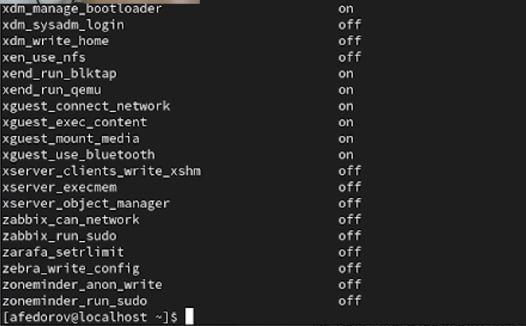 xdm_manage_bootloader on
xdm_sysadm_login off
xdm_write_home off
xen_use_nfs off
xend_run_blktap on
xend_run_qemu on
xguest_connect_network on
xguest_exec_content on
xguest_mount_media on
xguest_use_bluetooth on
xserver_clients_write_xshm off
xserver_execmem off
xserver_object_manager off
zabbix_can_network off
zabbix_run_sudo off
zarafa_setrlimit off
zebra_write_config off
zoneminder_anon_write off
zoneminder_run_sudo off
[afedorov@localhost ~]$